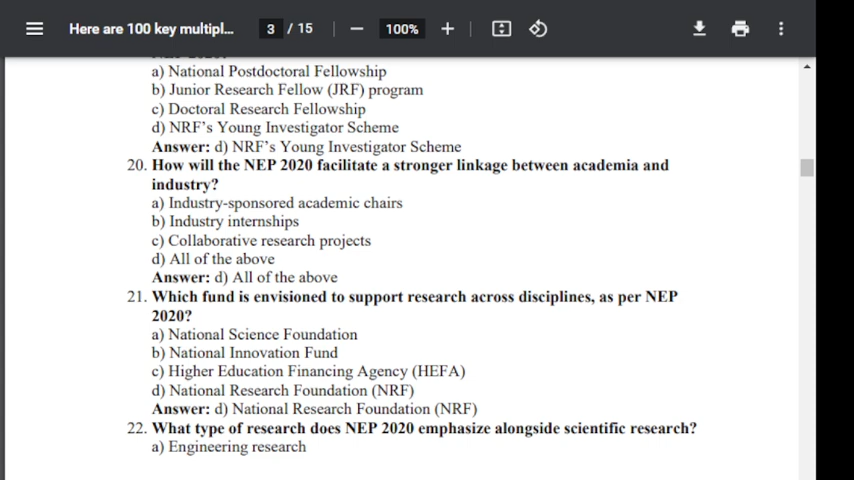 Here are 100 key multipl... 3 / 15 100%
a) National Postdoctoral Fellowship
b) Junior Research Fellow (JRF) program
c) Doctoral Research Fellowship
d) NRF's Young Investigator Scheme
Answer: d) NRF's Young Investigator Scheme
20. How will the NEP 2020 facilitate a stronger linkage between academia and
industry?
a) Industry-sponsored academic chairs
b) Industry internships
c) Collaborative research projects
d) All of the above
Answer: d) All of the above
21. Which fund is envisioned to support research across disciplines, as per NEP
2020?
a) National Science Foundation
b) National Innovation Fund
c) Higher Education Financing Agency (HEFA)
d) National Research Foundation (NRF)
Answer: d) National Research Foundation (NRF)
22. What type of research does NEP 2020 emphasize alongside scientific research?
a) Engineering research